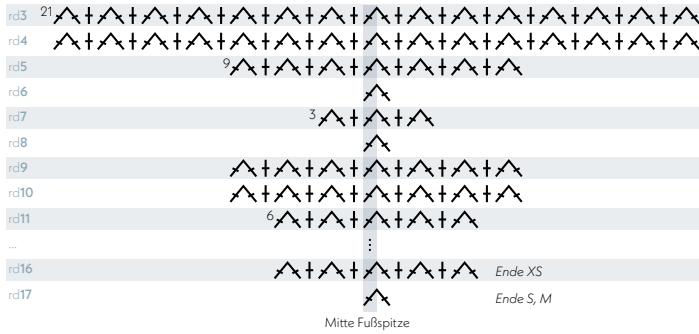 rd3 21
rd4
rd5 9
rd6
rd7 3
rd8
rd9
rd10
rd11 6
...
rd16 Ende XS
rd17 Ende S, M
Mitte Fußspitze